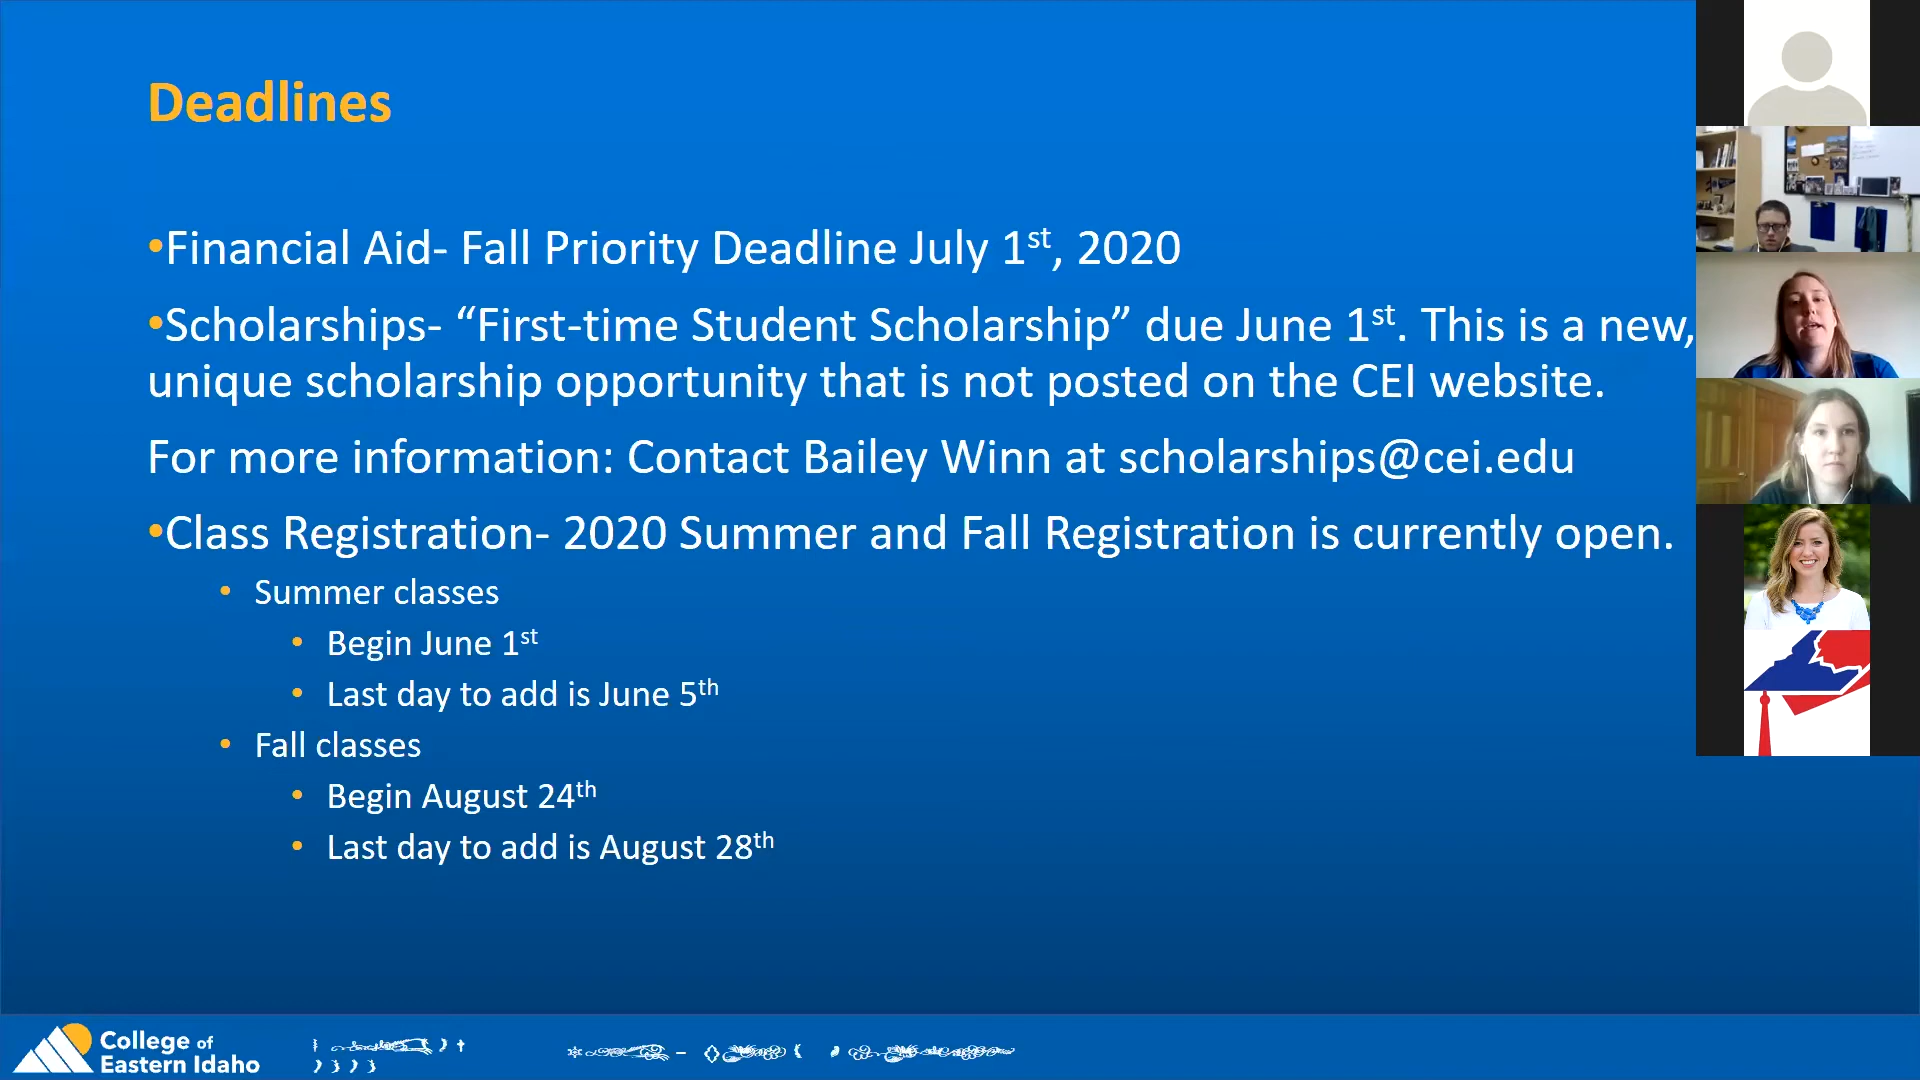 Deadlines
•Financial Aid- Fall Priority Deadline July 1st, 2020
•Scholarships- “First-time Student Scholarship” due June 1st. This is a new,
unique scholarship opportunity that is not posted on the CEI website.
For more information: Contact Bailey Winn at scholarships@cei.edu
•Class Registration- 2020 Summer and Fall Registration is currently open.
• Summer classes
• Begin June 1st
• Last day to add is June 5th
• Fall classes
• Begin August 24th
• Last day to add is August 28th
College of
Eastern Idaho